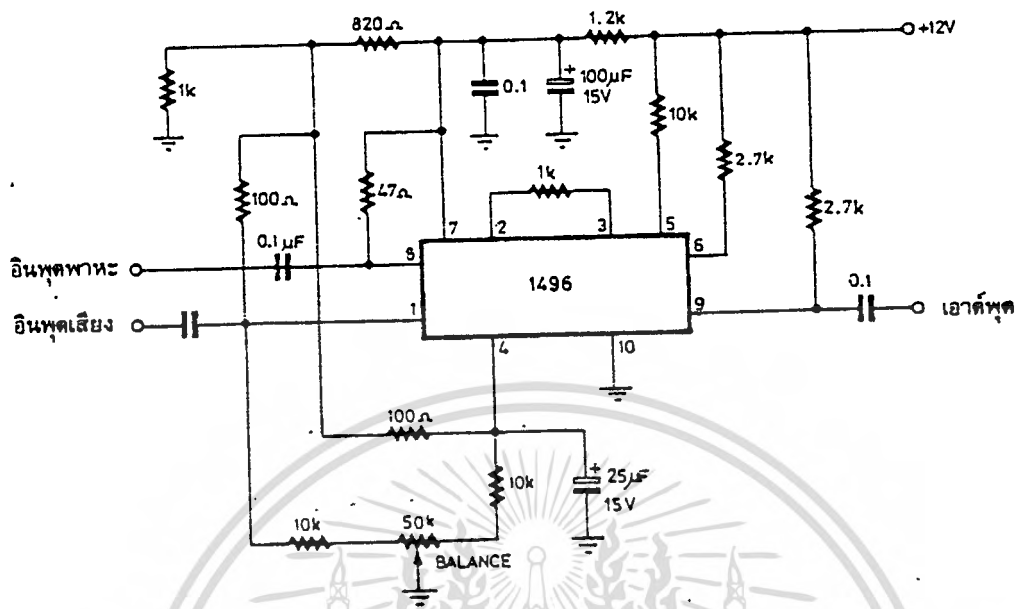 820Ω
1.2k
+12V
1k
0.1
100μF
15V
10k
2.7k
2.7k
100Ω
47Ω
1k
0.1μF
7
2
3
5
6
8
อินพุตพาหะ
1496
0.1
อินพุตเสียง
1
9
เอาต์พุต
4
10
100Ω
10k
25μF
15V
10k
50k
BALANCE